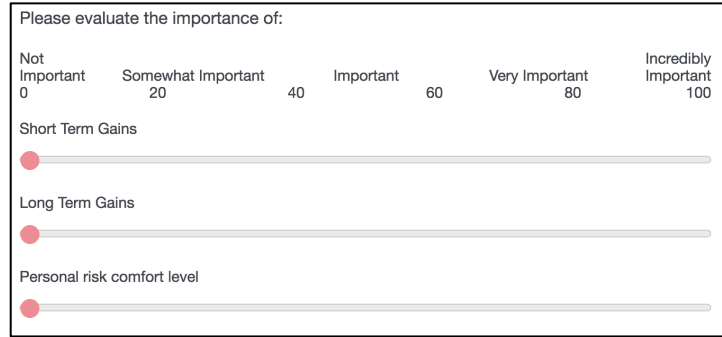 Please evaluate the importance of:
Not Important Somewhat Important Important Very Important Incredibly Important
0 20 40 60 80 100
Short Term Gains
Long Term Gains
Personal risk comfort level